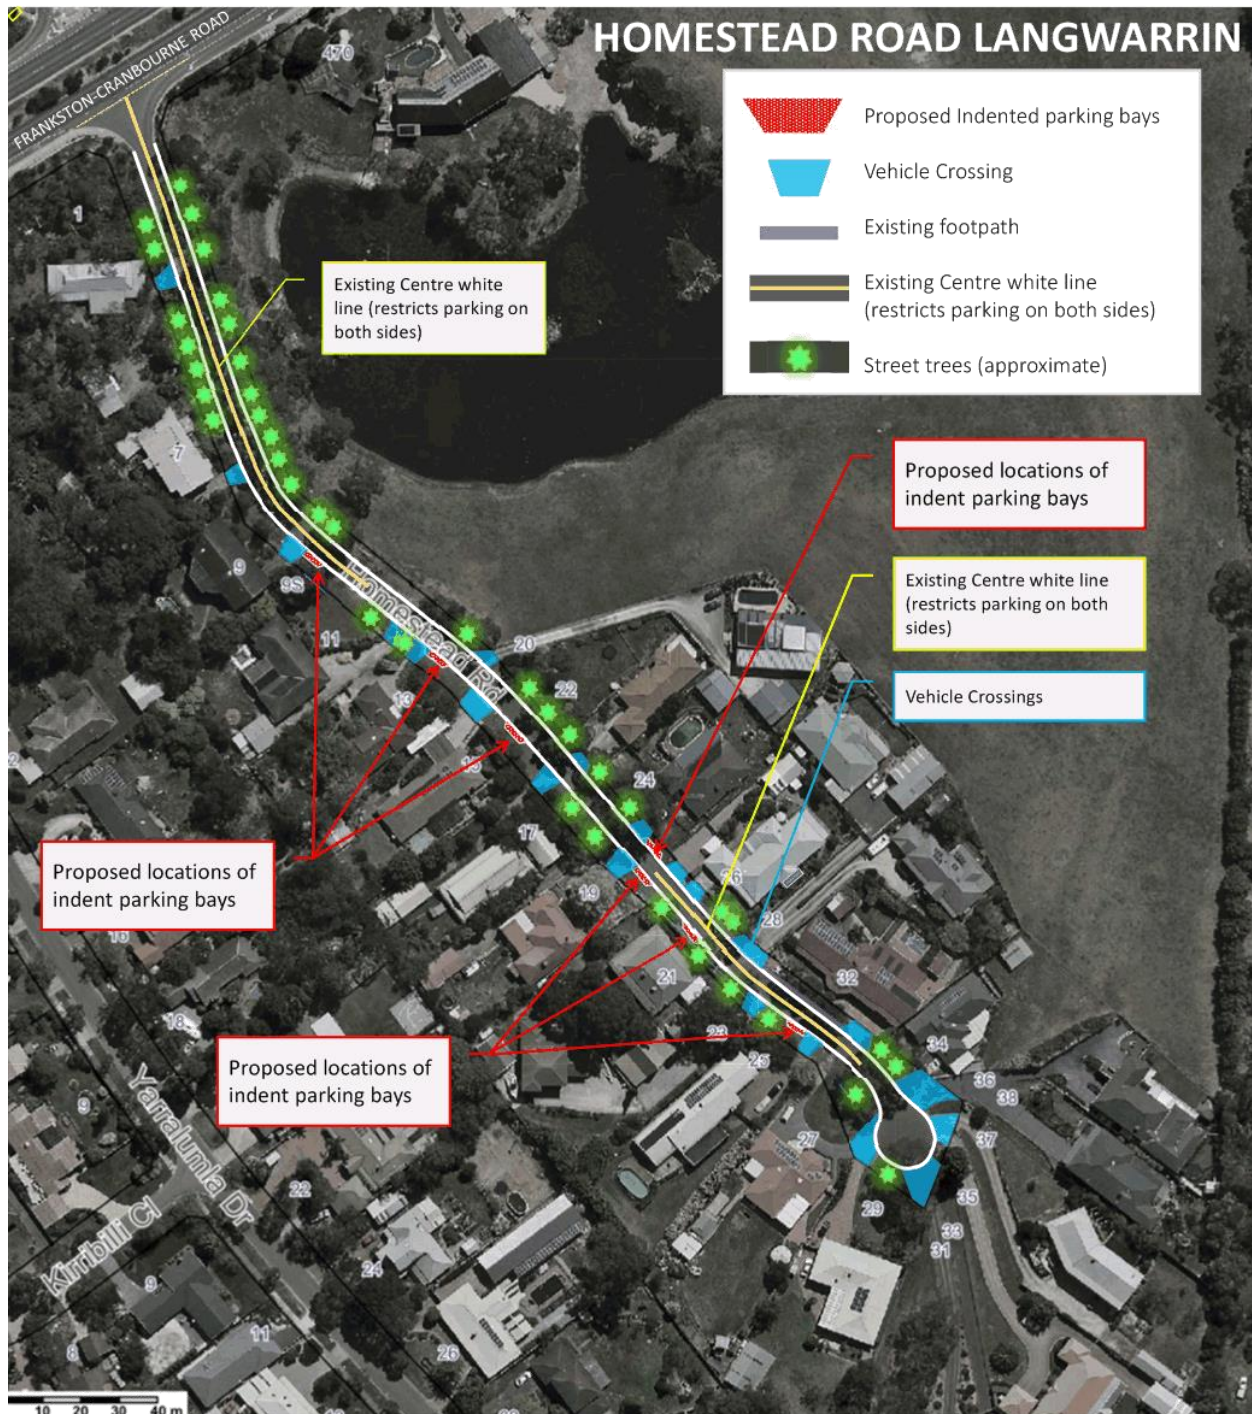 HOMESTEAD ROAD LANGWARRIN
FRANKSTON-CRANBOURNE ROAD
470
Proposed Indented parking bays
Vehicle Crossing
Existing footpath
Existing Centre white line
(restricts parking on both sides)
Street trees (approximate)
1
Existing Centre white
line (restricts parking on
both sides)
7
Proposed locations of
indent parking bays
9
9S
Homestead Rd
Existing Centre white line
(restricts parking on both
sides)
11
20
13
22
Vehicle Crossings
15
24
17
Proposed locations of
indent parking bays
19
26
28
16
21
32
18
23
34
25
Proposed locations of
indent parking bays
36
38
9
27
37
Yarralumla Dr
22
29
35
33
31
Kirribilli Cl
24
9
11
8
26
10 20 30 40 m